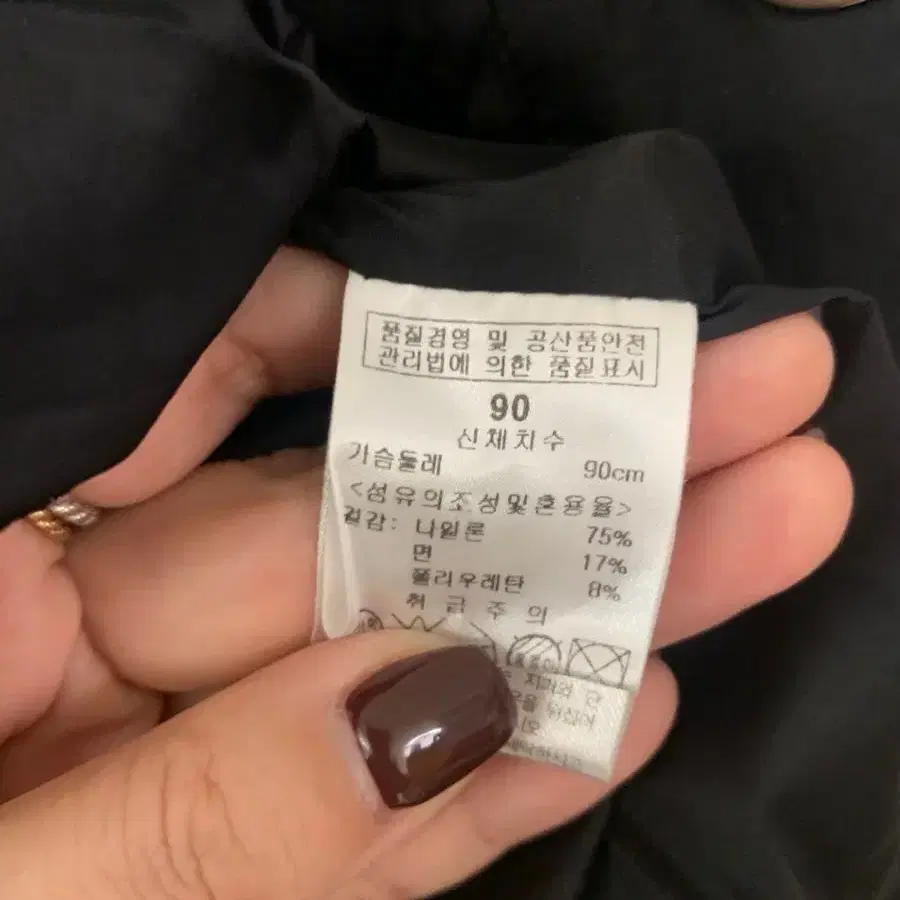 품질경영 및 공산품안전
관리법에 의한 품질표시
90
신체치수
가슴둘레 90cm
<섬유의조성및혼용율>
겉감: 나일론 75%
면 17%
폴리우레탄 8%
취급주의